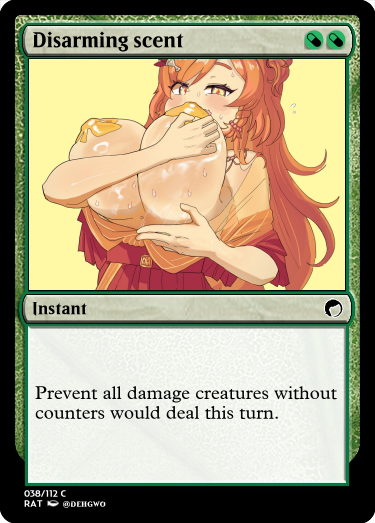 Disarming scent
Instant
Prevent all damage creatures without
counters would deal this turn.
038/112 C
RAT @DEHGWO